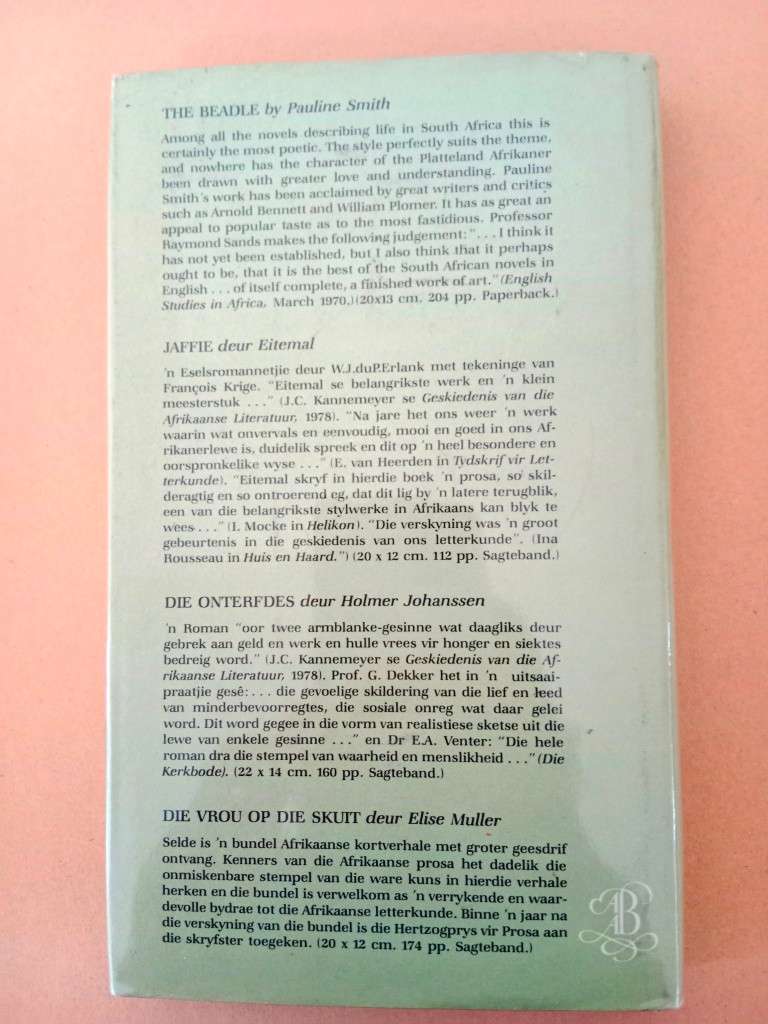 THE BEADLE by Pauline Smith
Among all the novels describing life in South Africa this is
certainly the most poetic. The style perfectly suits the theme,
and nowhere has the character of the Platteland Afrikaner
been drawn with greater love and understanding. Pauline
Smith's work has been acclaimed by great writers and critics
such as Arnold Bennett and William Plomer. It has as great an
appeal to popular taste as to the most fastidious. Professor
Raymond Sands makes the following judgement: ". . . I think it
has not yet been established, but I also think that it perhaps
ought to be, that it is the best of the South African novels in
English . . . of itself complete, a finished work of art." (English
Studies in Africa, March 1970.) (20x13 cm. 204 pp. Paperback.)
JAFFIE deur Eitemal
'n Eselsromannetjie deur W.J.duP.Erlank met tekeninge van
François Krige. "Eitemal se belangrikste werk en 'n klein
meesterstuk . . ." (J.C. Kannemeyer se Geskiedenis van die
Afrikaanse Literatuur, 1978). "Na jare het ons weer 'n werk
waarin wat onvervals en eenvoudig, mooi en goed in ons Af-
rikanerlewe is, duidelik spreek en dit op 'n heel besondere en
oorspronkelike wyse . . ." (E. van Heerden in Tydskrif vir Let-
terkunde). "Eitemal skryf in hierdie boek 'n prosa, so skil-
deragtig en so ontroerend eg, dat dit lig by 'n latere terugblik,
een van die belangrikste stylwerke in Afrikaans kan blyk te
wees . . ." (I. Mocke in Helikon). "Die verskyning was 'n groot
gebeurtenis in die geskiedenis van ons letterkunde". (Ina
Rousseau in Huis en Haard.") (20 x 12 cm. 112 pp. Sagteband.)
DIE ONTERFDES deur Holmer Johanssen
'n Roman "oor twee armblanke-gesinne wat daagliks deur
gebrek aan geld en werk en hulle vrees vir honger en siektes
bedreig word." (J.C. Kannemeyer se Geskiedenis van die Af-
rikaanse Literatuur, 1978). Prof. G. Dekker het in 'n uitsaai-
praatjie gesê: . . . die gevoelige skildering van die lief en leed
van minderbevoorregtes, die sosiale onreg wat daar gelei
word. Dit word gegee in die vorm van realistiese sketse uit die
lewe van enkele gesinne . . ." en Dr E.A. Venter: "Die hele
roman dra die stempel van waarheid en menslikheid . . ." (Die
Kerkbode). (22 x 14 cm. 160 pp. Sagteband.)
DIE VROU OP DIE SKUIT deur Elise Muller
Selde is 'n bundel Afrikaanse kortverhale met groter geesdrif
ontvang. Kenners van die Afrikaanse prosa het dadelik die
onmiskenbare stempel van die ware kuns in hierdie verhale
herken en die bundel is verwelkom as 'n verrykende en waar-
devolle bydrae tot die Afrikaanse letterkunde. Binne 'n jaar na
die verskyning van die bundel is die Hertzogprys vir Prosa aan
die skryfster toegeken. (20 x 12 cm. 174 pp. Sagteband.)
AB